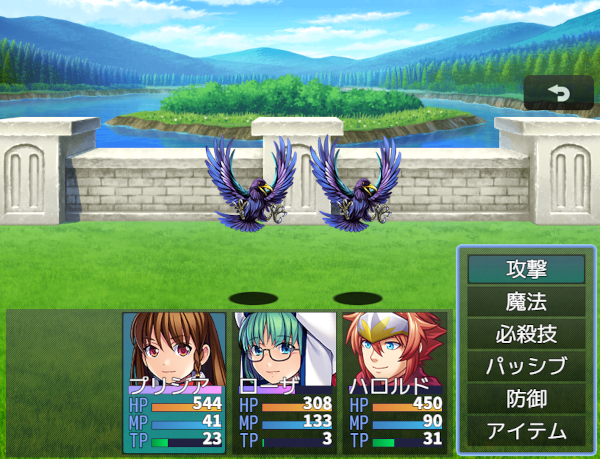 攻撃
魔法
必殺技
パッシブ
防御
アイテム
プリシア ローザ ハロルド
HP 544 HP 308 HP 450
MP 41 MP 133 MP 90
TP 23 TP 3 TP 31